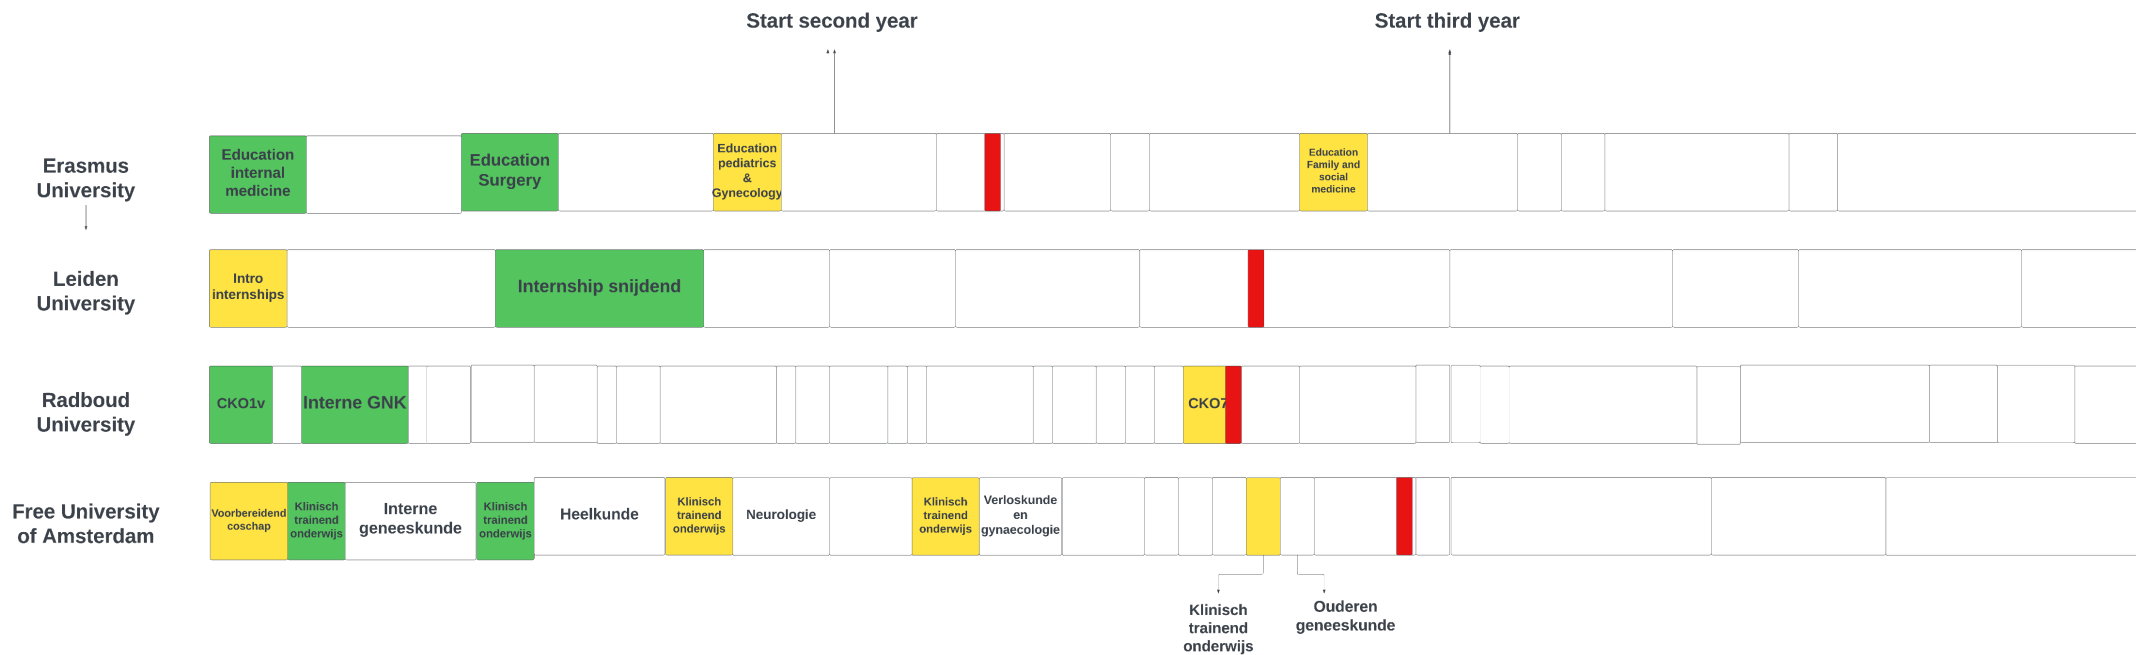 Start second year
Start third year
Erasmus
University
Education
internal
medicine
Education
Surgery
Education
pediatrics
&
Gynecology
Education
Family and
social
medicine
Leiden
University
Intro
internships
Internship snijdend
Radboud
University
CKO1v
Interne GNK
CKO7
Free University
of Amsterdam
Voorbereidend
coschap
Klinisch
trainend
onderwijs
Interne
geneeskunde
Klinisch
trainend
onderwijs
Heelkunde
Klinisch
trainend
onderwijs
Neurologie
Klinisch
trainend
onderwijs
Verloskunde
en
gynaecologie
Klinisch
trainend
onderwijs
Ouderen
geneeskunde